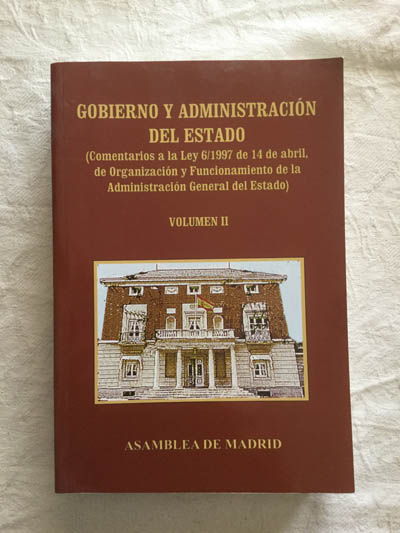 GOBIERNO Y ADMINISTRACIÓN
DEL ESTADO
(Comentarios a la Ley 6/1997 de 14 de abril,
de Organización y Funcionamiento de la
Administración General del Estado)
VOLUMEN II
ASAMBLEA DE MADRID